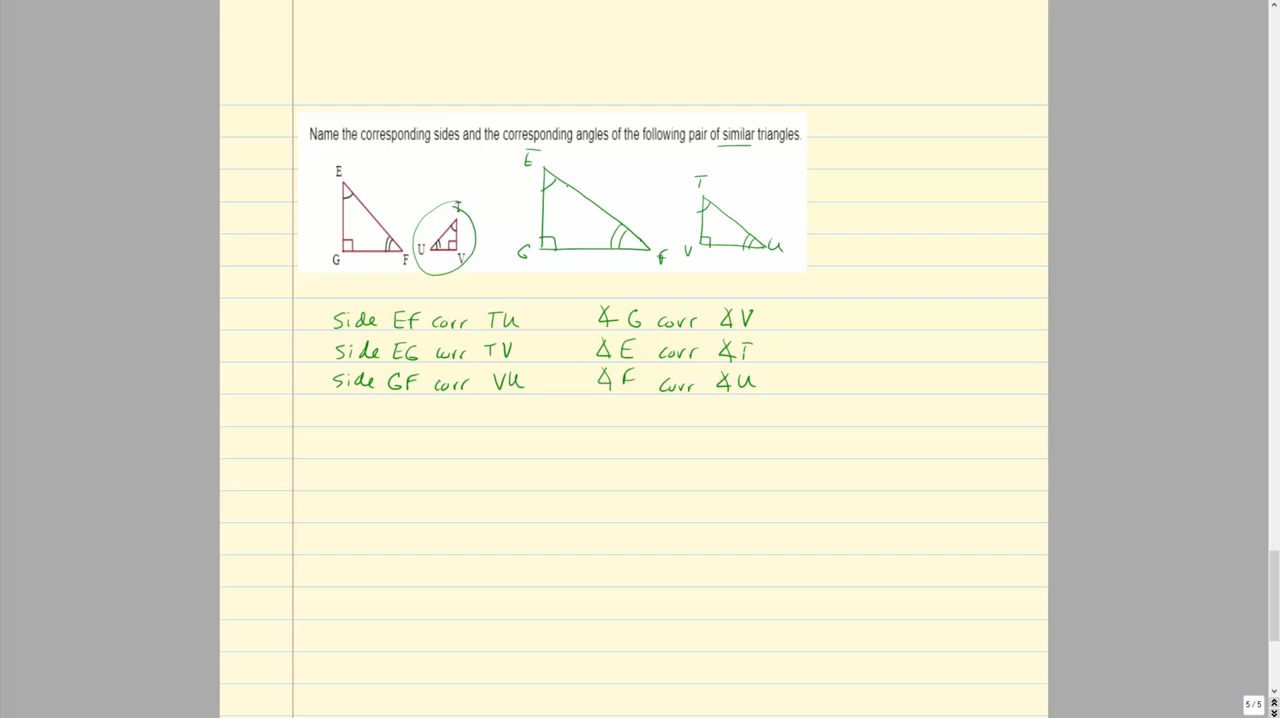 Name the corresponding sides and the corresponding angles of the following pair of similar triangles.
E
G F
T
U V
E
G F
T
V U
Side EF corr TU ∡ G corr ∡ V
Side EG corr TV ∡ E corr ∡ T
Side GF corr VU ∡ F corr ∡ U
5 / 5